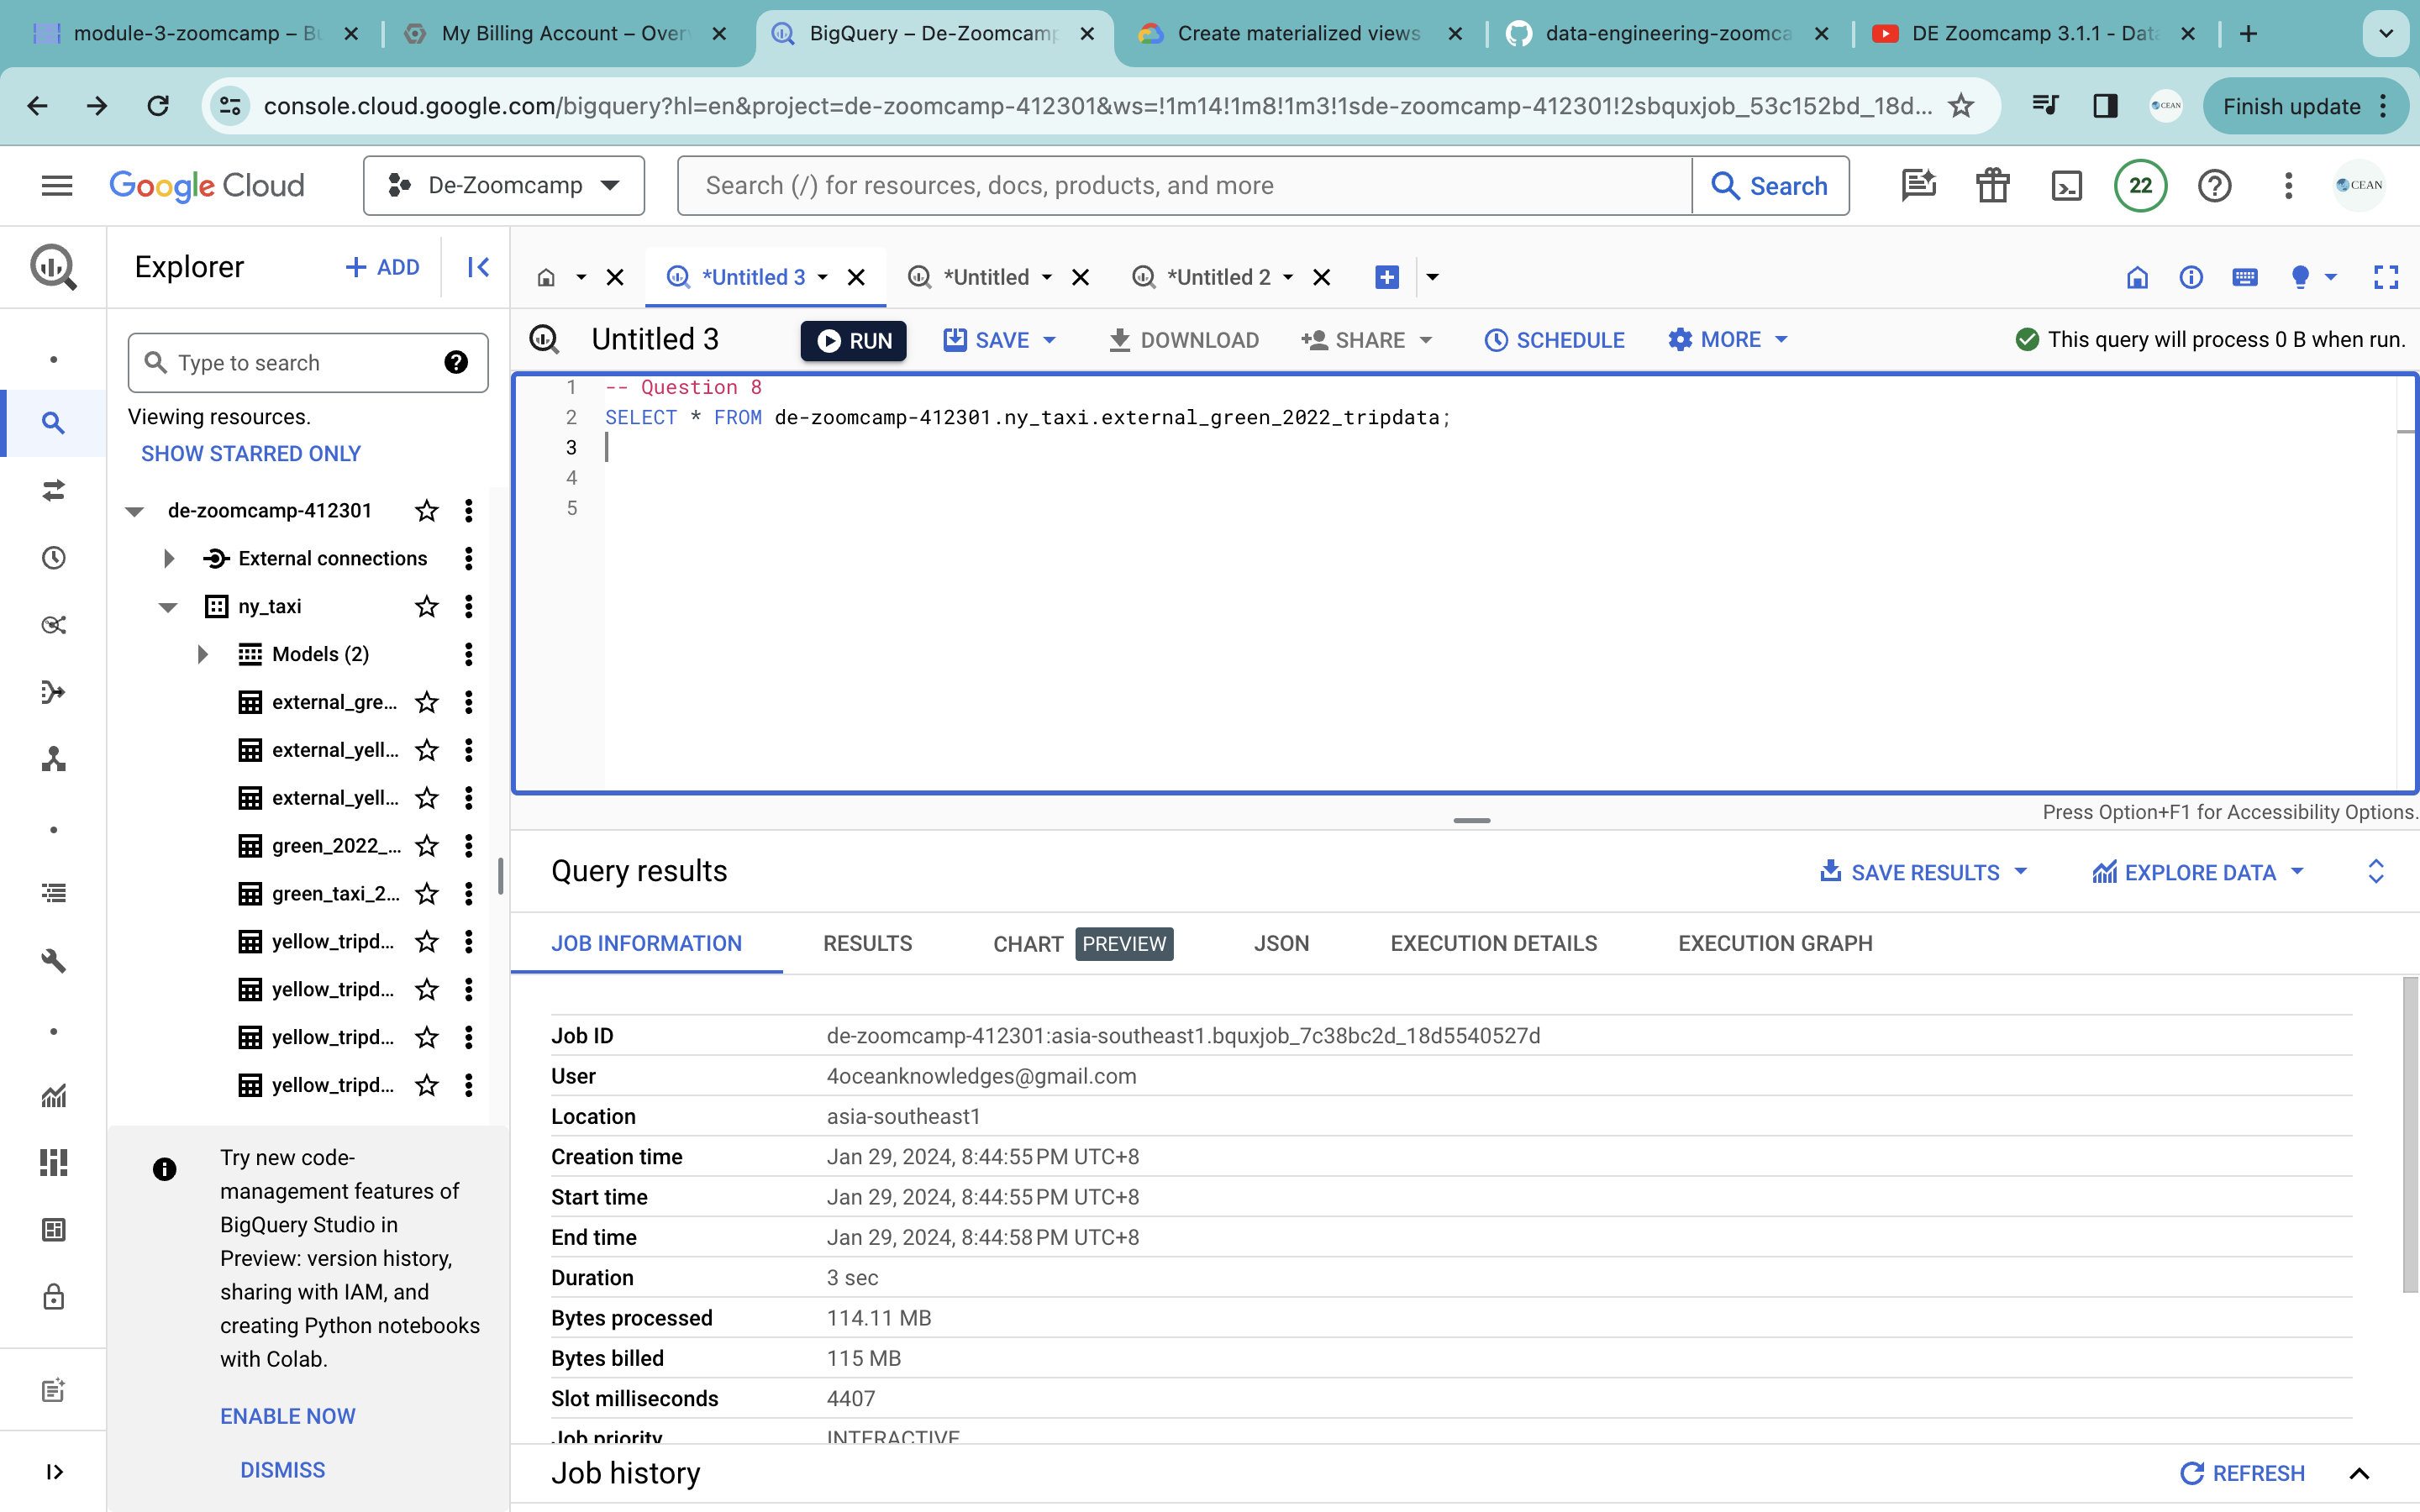 module-3-zoomcamp – Bu
My Billing Account – Over
BigQuery – De-Zoomcamp
Create materialized views
data-engineering-zoomca
DE Zoomcamp 3.1.1 - Data
console.cloud.google.com/bigquery?hl=en&project=de-zoomcamp-412301&ws=!1m14!1m8!1m3!1sde-zoomcamp-412301!2sbquxjob_53c152bd_18d...
CEAN
Finish update
Google Cloud
De-Zoomcamp
Search (/) for resources, docs, products, and more
Search
22
CEAN
Explorer
+ ADD
*Untitled 3
*Untitled
*Untitled 2
Untitled 3
RUN
SAVE
DOWNLOAD
SHARE
SCHEDULE
MORE
This query will process 0 B when run.
Type to search
Viewing resources.
SHOW STARRED ONLY
de-zoomcamp-412301
External connections
ny_taxi
Models (2)
external_gre...
external_yell...
external_yell...
green_2022_...
green_taxi_2...
yellow_tripd...
yellow_tripd...
yellow_tripd...
yellow_tripd...
Try new code-
management features of
BigQuery Studio in
Preview: version history,
sharing with IAM, and
creating Python notebooks
with Colab.
ENABLE NOW
DISMISS
1 -- Question 8
2 SELECT * FROM de-zoomcamp-412301.ny_taxi.external_green_2022_tripdata;
3
4
5
Press Option+F1 for Accessibility Options.
Query results
SAVE RESULTS
EXPLORE DATA
JOB INFORMATION
RESULTS
CHART PREVIEW
JSON
EXECUTION DETAILS
EXECUTION GRAPH
Job ID de-zoomcamp-412301:asia-southeast1.bquxjob_7c38bc2d_18d5540527d
User 4oceanknowledges@gmail.com
Location asia-southeast1
Creation time Jan 29, 2024, 8:44:55 PM UTC+8
Start time Jan 29, 2024, 8:44:55 PM UTC+8
End time Jan 29, 2024, 8:44:58 PM UTC+8
Duration 3 sec
Bytes processed 114.11 MB
Bytes billed 115 MB
Slot milliseconds 4407
Job priority INTERACTIVE
Job history
REFRESH